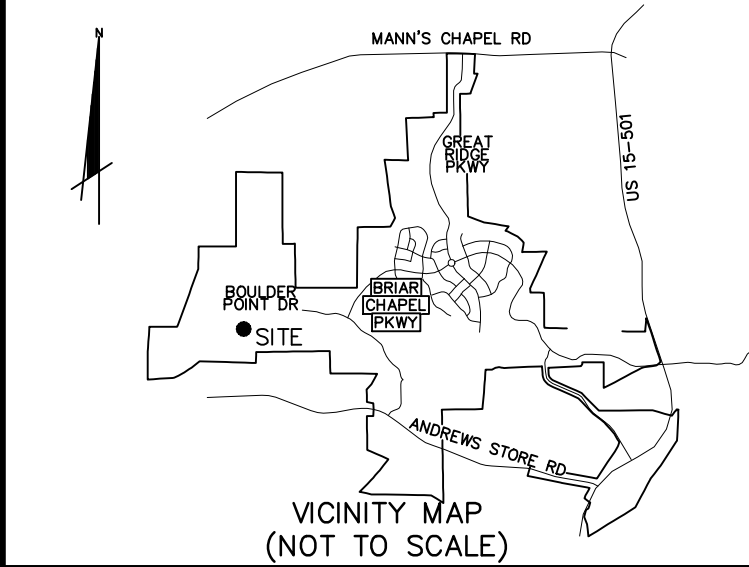 N
MANN'S CHAPEL RD
GREAT
RIDGE
PKWY
US 15-501
BOULDER
POINT DR
BRIAR
CHAPEL
PKWY
SITE
ANDREWS STORE RD
VICINITY MAP
(NOT TO SCALE)